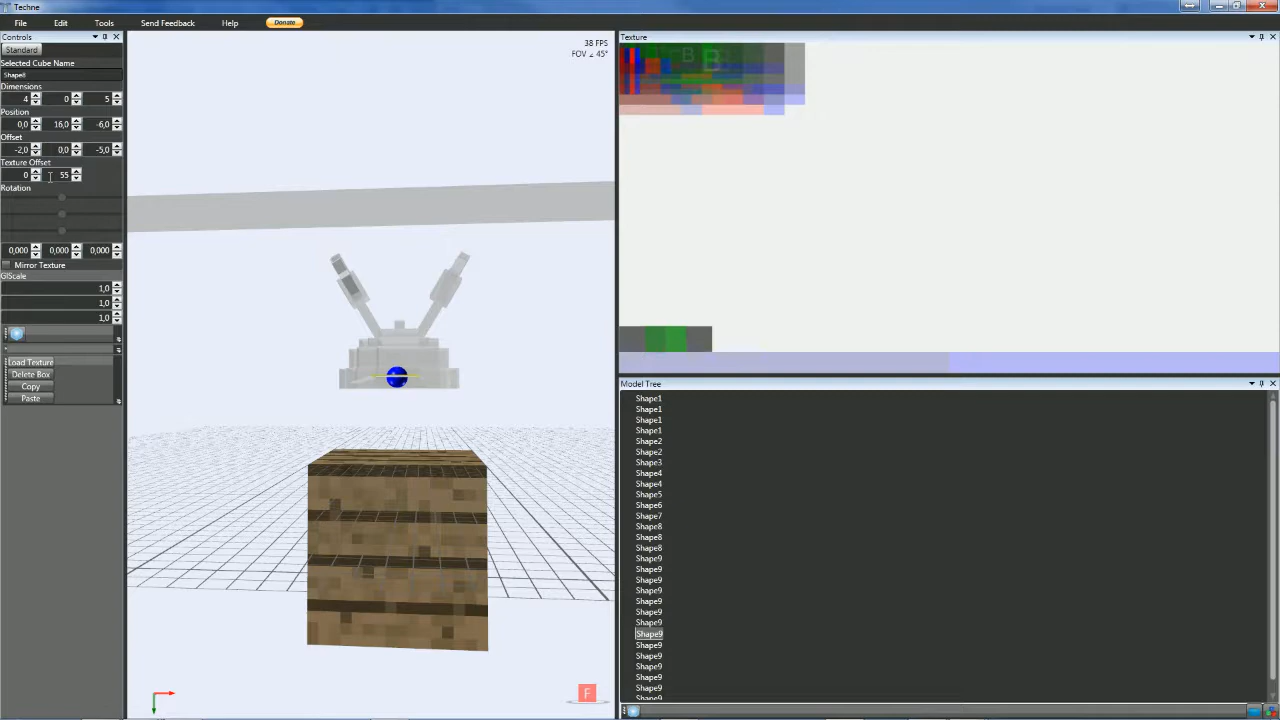 Techne
File Edit Tools Send Feedback Help Donate
Controls
Standard
Selected Cube Name
Shape9
Dimensions
4 0 5
Position
0,0 16,0 -6,0
Offset
-2,0 0,0 -5,0
Texture Offset
0 55
Rotation
0,000 0,000 0,000
Mirror Texture
GlScale
1,0
1,0
1,0
Load Texture
Delete Box
Copy
Paste
38 FPS
FOV ∠ 45°
F
Texture
B B
Model Tree
Shape1
Shape1
Shape1
Shape1
Shape2
Shape2
Shape3
Shape4
Shape4
Shape5
Shape6
Shape7
Shape8
Shape8
Shape8
Shape9
Shape9
Shape9
Shape9
Shape9
Shape9
Shape9
Shape9
Shape9
Shape9
Shape9
Shape9
Shape9
Shape9